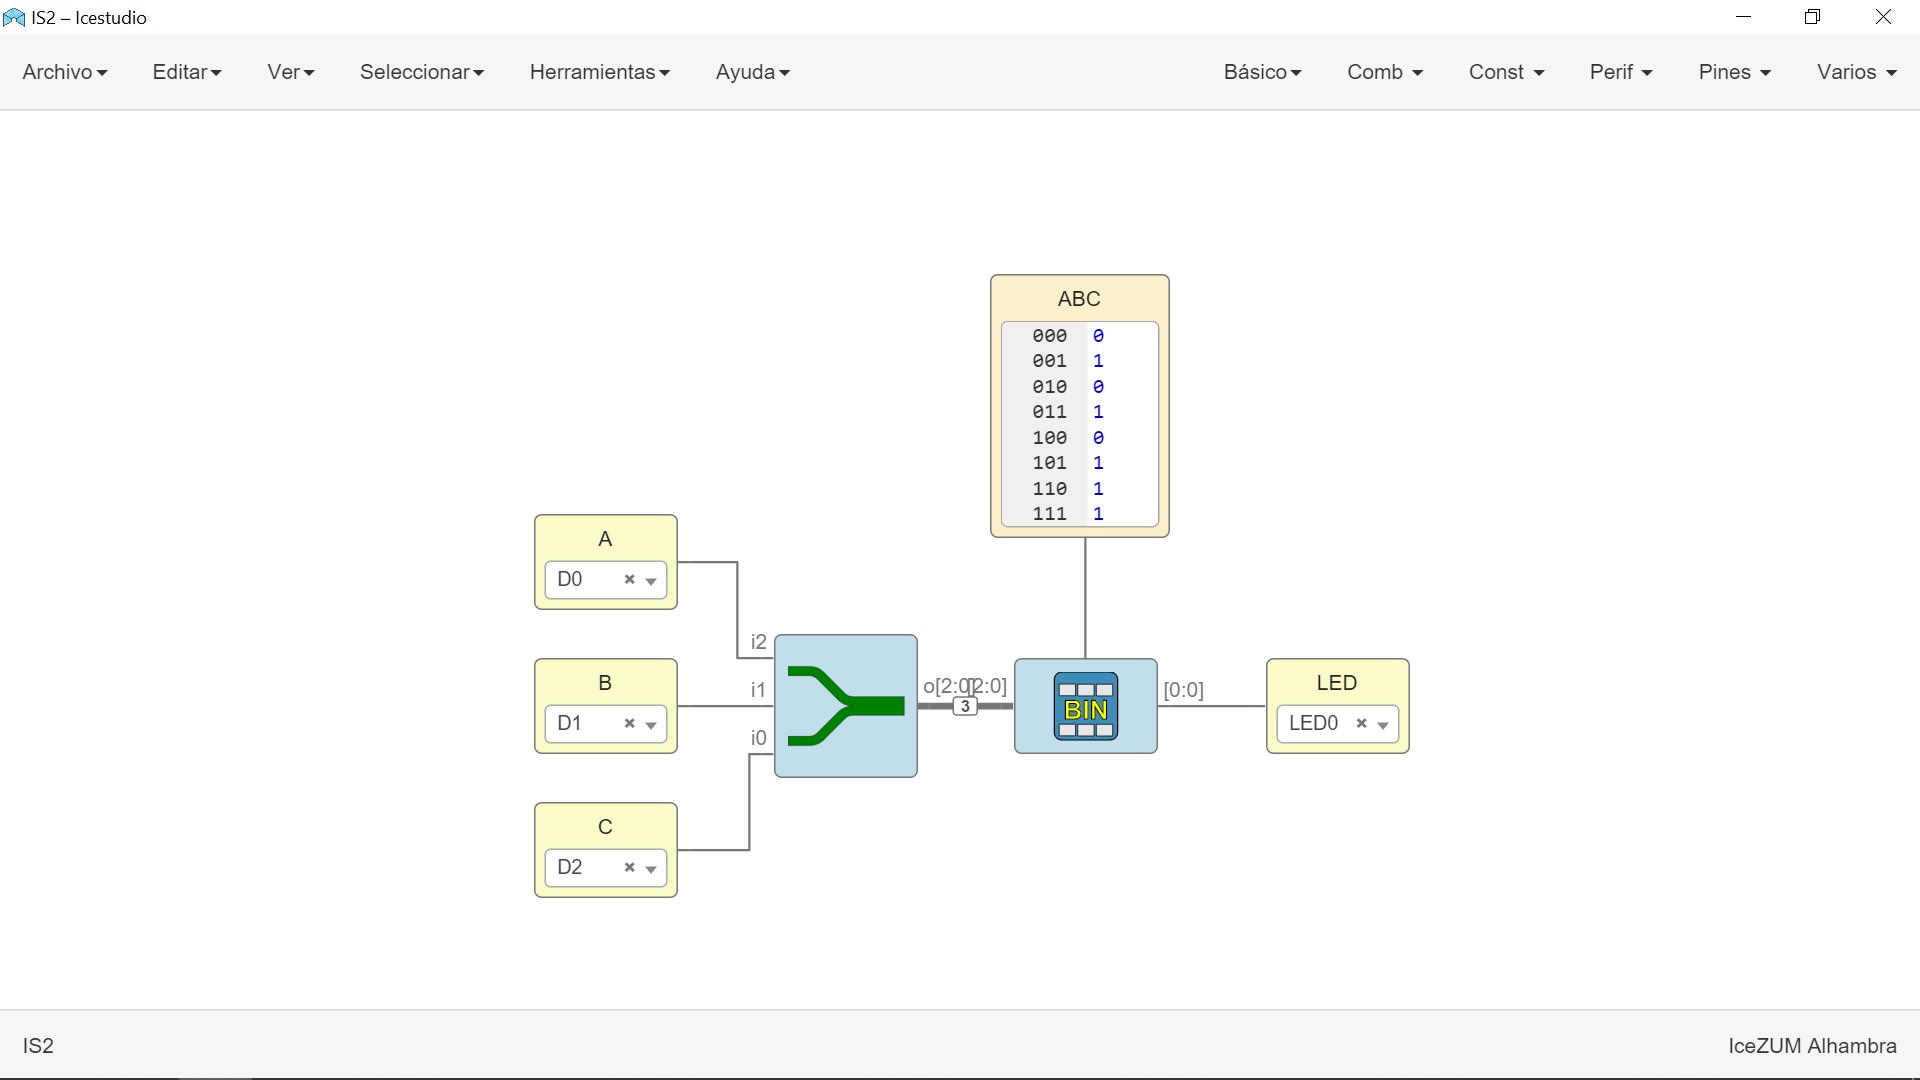 IS2 – Icestudio
Archivo Editar Ver Seleccionar Herramientas Ayuda Básico Comb Const Perif Pines Varios
ABC
000 0
001 1
010 0
011 1
100 0
101 1
110 1
111 1
A
D0
i2
B
D1
i1
o[2:0]
[2:0]
3
BIN
[0:0]
LED
LED0
i0
C
D2
IS2
IceZUM Alhambra